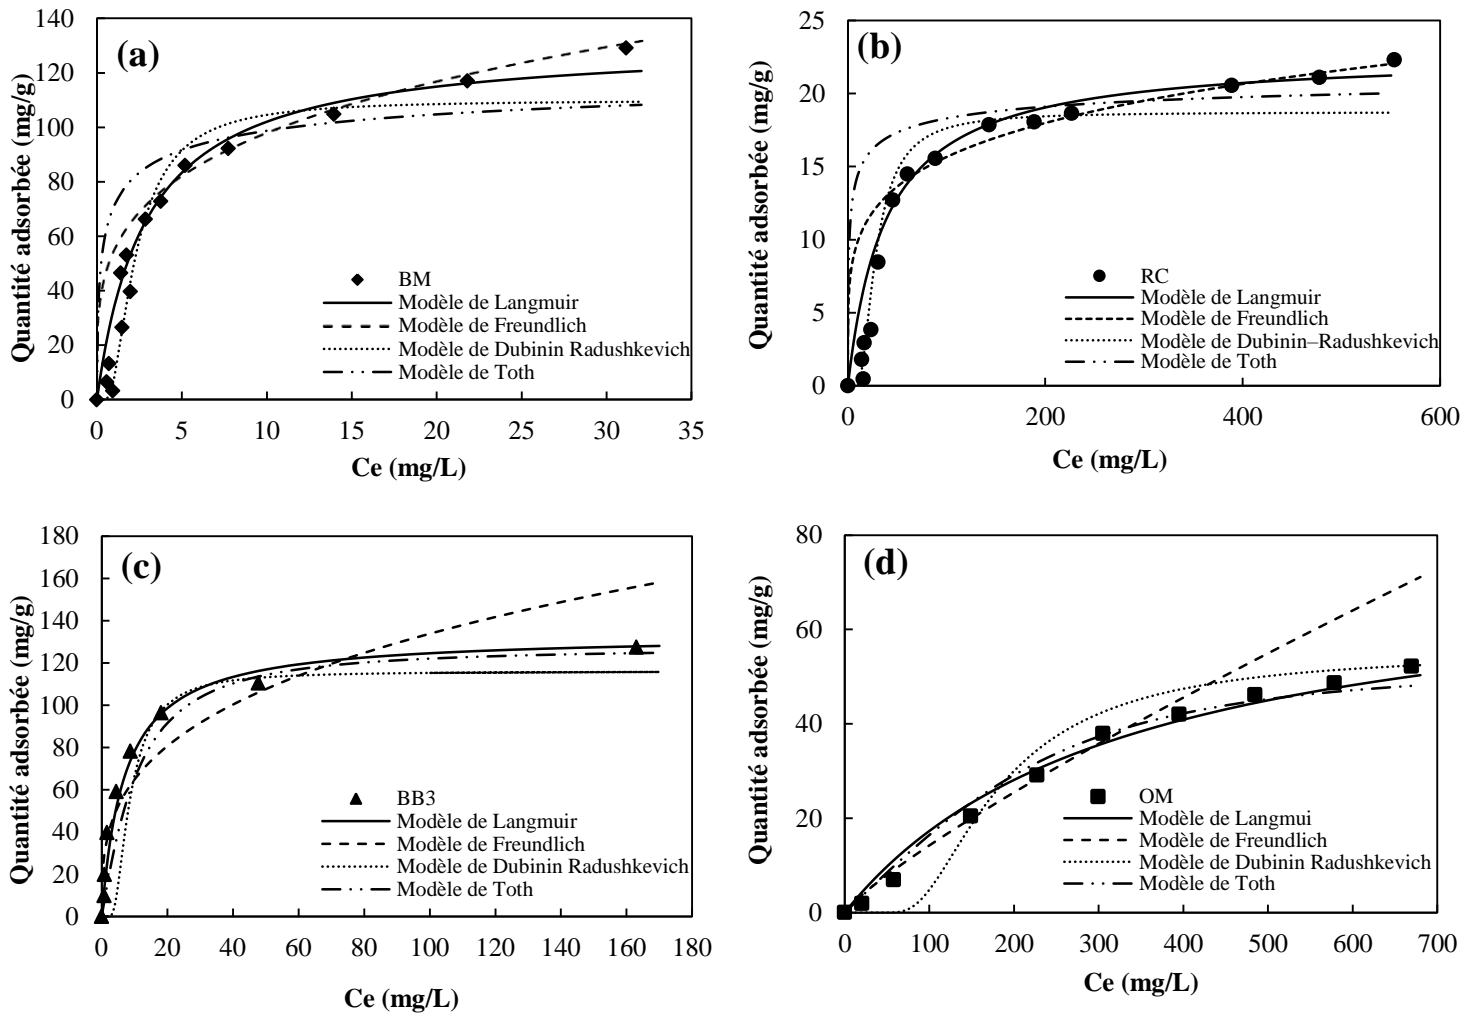 (a)
Quantité adsorbée (mg/g)
140
120
100
80
60
40
20
0
BM
Modèle de Langmuir
Modèle de Freundlich
Modèle de Dubinin Radushkevich
Modèle de Toth
0 5 10 15 20 25 30 35
Ce (mg/L)
(b)
Quantité adsorbée (mg/g)
25
20
15
10
5
0
RC
Modèle de Langmuir
Modèle de Freundlich
Modèle de Dubinin–Radushkevich
Modèle de Toth
0 200 400 600
Ce (mg/L)
(c)
Quantité adsorbée (mg/g)
180
160
140
120
100
80
60
40
20
0
BB3
Modèle de Langmuir
Modèle de Freundlich
Modèle de Dubinin Radushkevich
Modèle de Toth
0 20 40 60 80 100 120 140 160 180
Ce (mg/L)
(d)
Quantité adsorbée (mg/g)
80
60
40
20
0
OM
Modèle de Langmui
Modèle de Freundlich
Modèle de Dubinin Radushkevich
Modèle de Toth
0 100 200 300 400 500 600 700
Ce (mg/L)